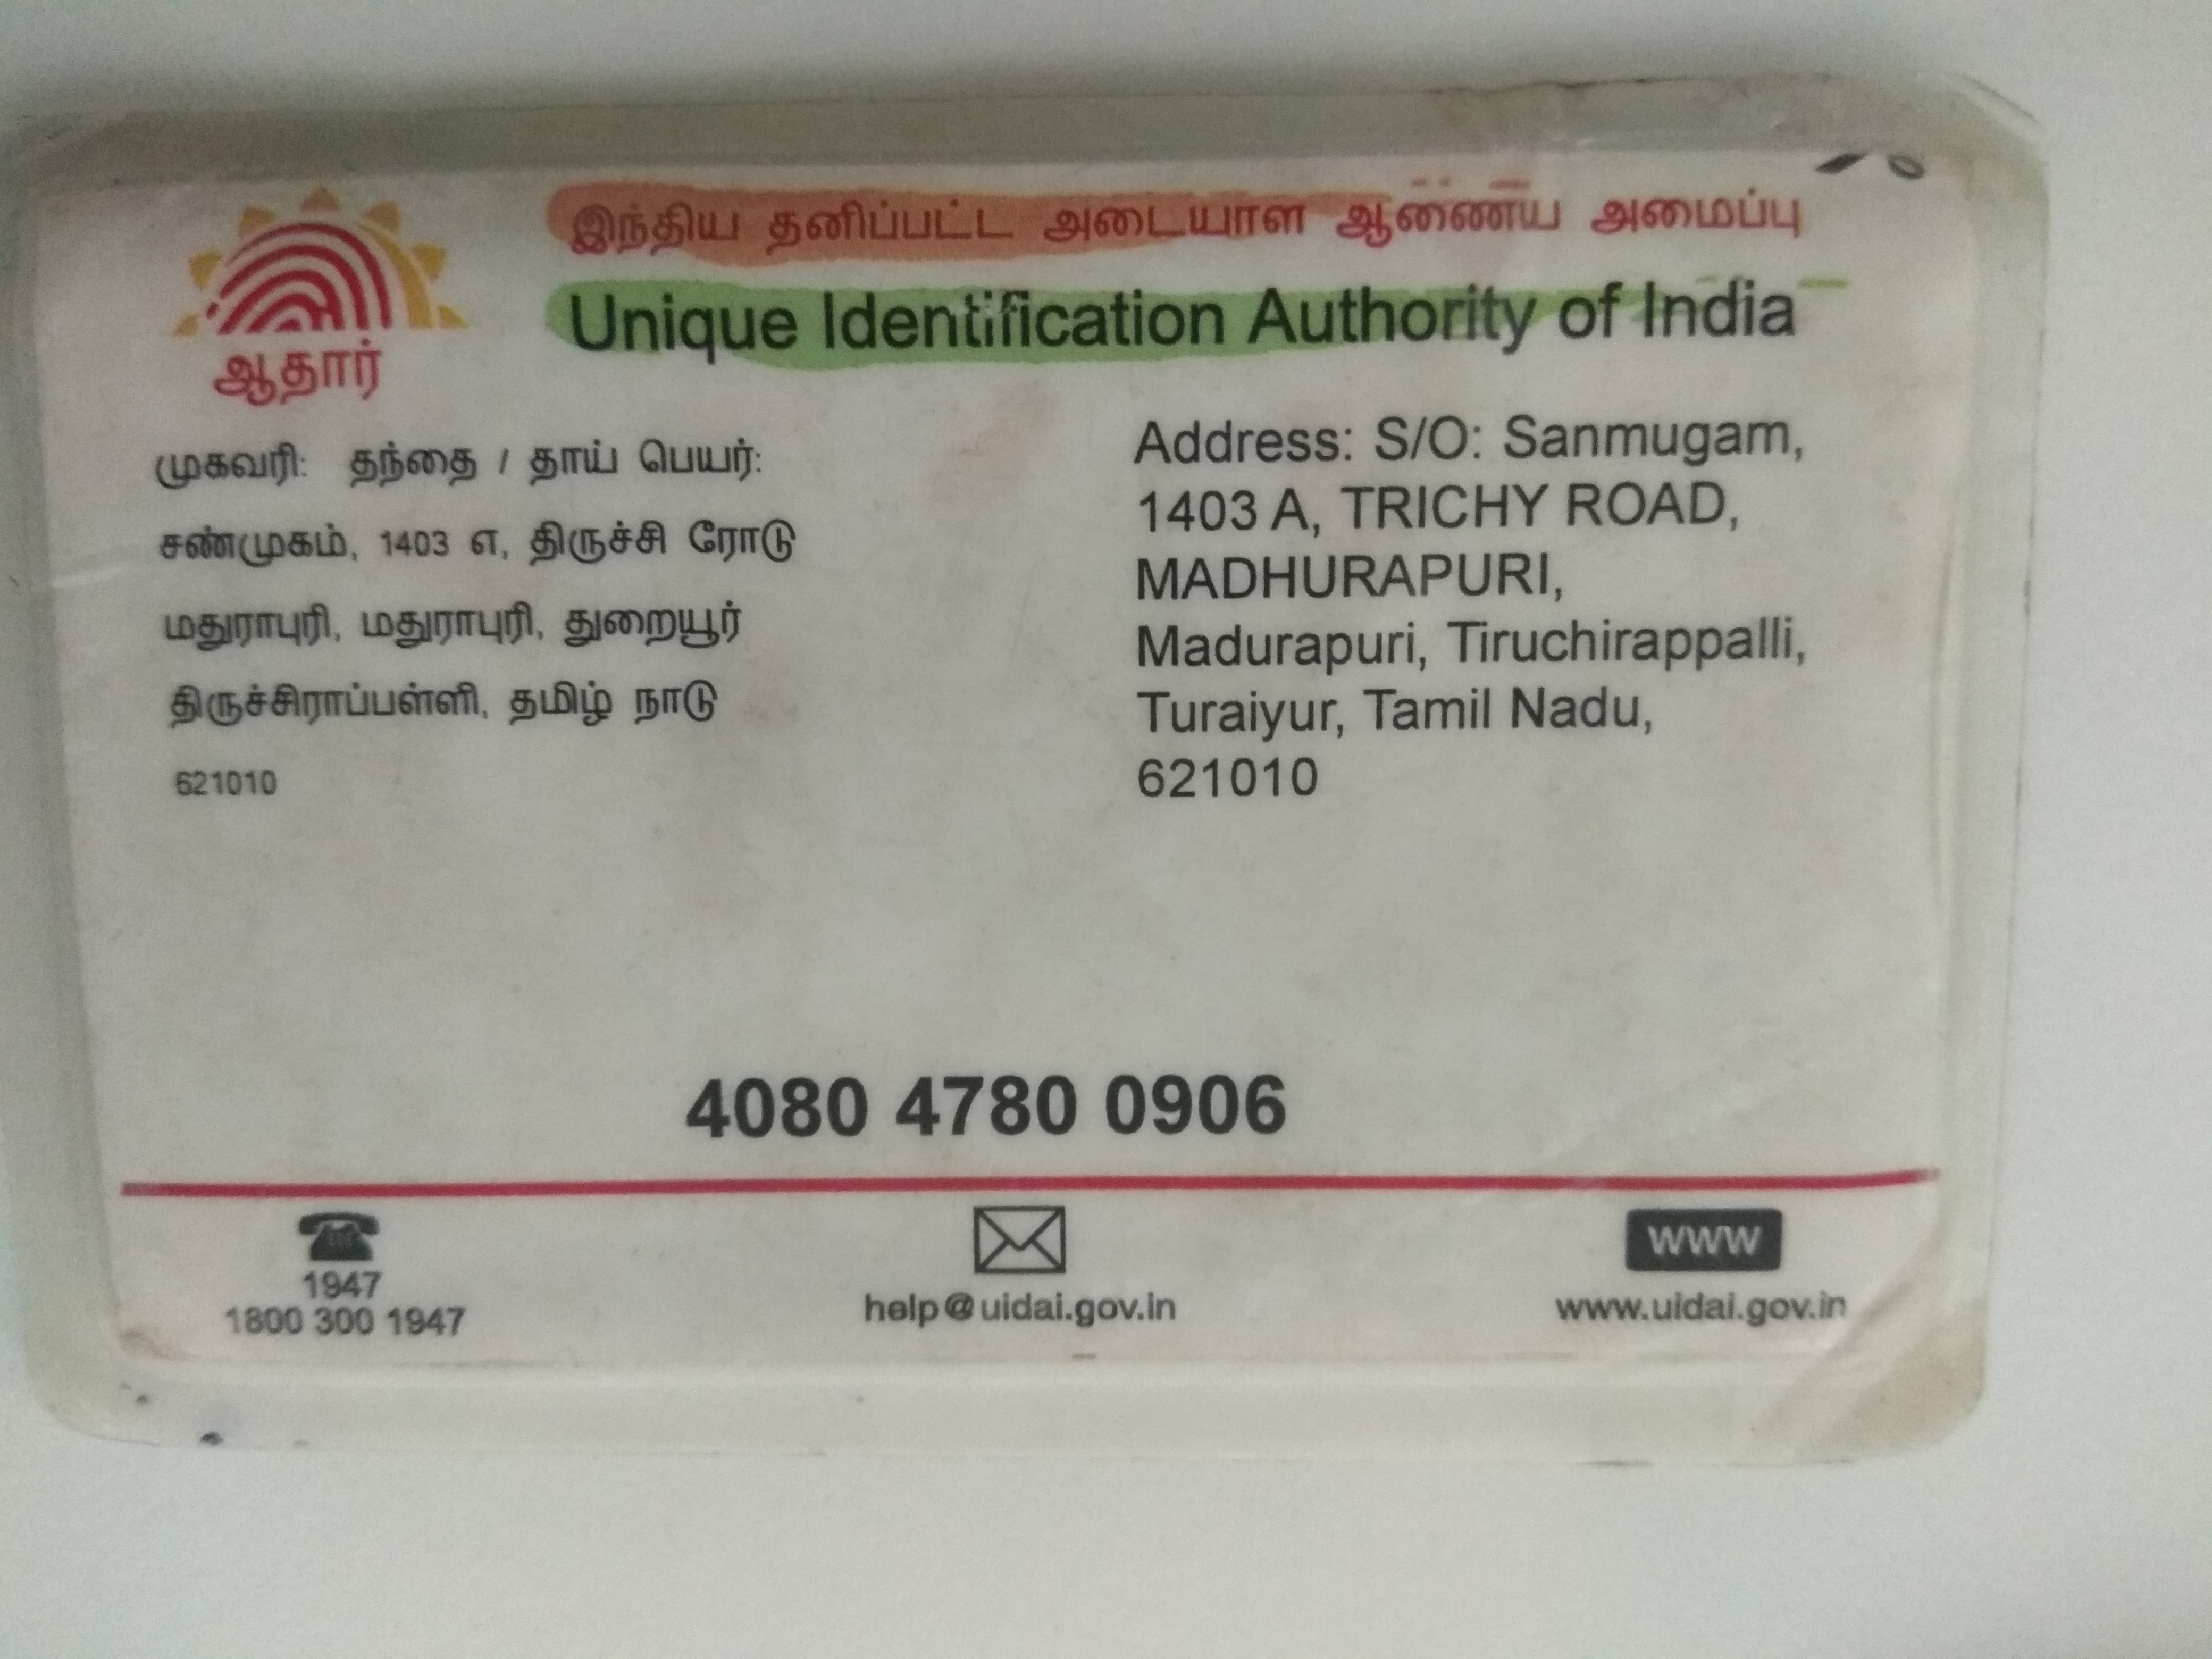 இந்திய தனிப்பட்ட அடையாள ஆணைய அமைப்பு
Unique Identification Authority of India
ஆதார்
முகவரி: தந்தை / தாய் பெயர்:
சண்முகம், 1403 எ, திருச்சி ரோடு
மதுராபுரி, மதுராபுரி, துறையூர்
திருச்சிராப்பள்ளி, தமிழ் நாடு
621010
Address: S/O: Sanmugam,
1403 A, TRICHY ROAD,
MADHURAPURI,
Madurapuri, Tiruchirappalli,
Turaiyur, Tamil Nadu,
621010
4080 4780 0906
1947
1800 300 1947
help@uidai.gov.in
www
www.uidai.gov.in